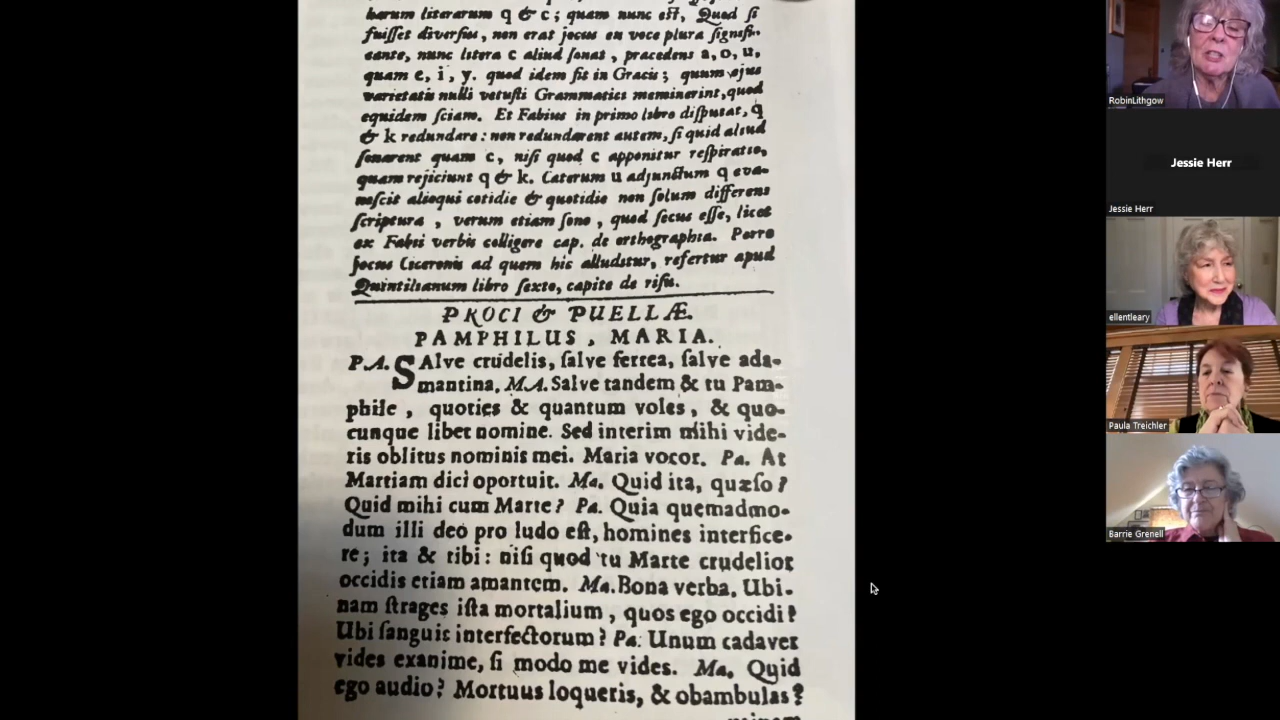 harum literarum q & c; quam nunc eſt, Quod ſi
fuiſſet diverſus, non erat jocus en voce plura ſignifi-
cante, nunc litera c aliud ſonat, præcedens a, o, u,
quam e, i, y. quod idem fit in Græcis; quum ejus
varietatis nulli vetuſti Grammatici meminerint, quod
equidem ſciam. Et Fabius in primo libro diſputat, q
& k redundare: non redundarent autem, ſi quid aliud
ſonarent quam c, niſi quod c apponitur reſpiratio,
quam rejiciunt q & k. Cæterum u adjunctum q eva-
neſcit alioqui cotidie & quotidie non ſolum differens
ſcriptura, verum etiam ſono, quod ſecus eſſe, licet
ex Fabii verbis colligere cap. de orthographia. Porro
jocus Ciceronis ad quem hic alluditur, refertur apud
Quintilianum libro ſexto, capite de riſu.
PROCI & PUELLÆ.
PAMPHILUS, MARIA.
PA. SAlve crudelis, ſalve ferrea, ſalve ada-
mantina. MA. Salve tandem & tu Pam-
phile, quoties & quantum voles, & quo-
cunque libet nomine. Sed interim mihi vide-
ris oblitus nominis mei. Maria vocor. Pa. At
Martiam dici oportuit. Ma. Quid ita, quæſo?
Quid mihi cum Marte? Pa. Quia quemadmo-
dum illi deo pro ludo eſt, homines interfice-
re; ita & tibi: niſi quod tu Marte crudelior
occidis etiam amantem. Ma. Bona verba. Ubi-
nam ſtrages iſta mortalium, quos ego occidi?
Ubi ſanguis interfectorum? Pa. Unum cadaver
vides exanime, ſi modo me vides. Ma. Quid
ego audio? Mortuus loqueris, & obambulas?
RobinLithgow
Jessie Herr
Jessie Herr
ellentleary
Paula Treichler
Barrie Grenell